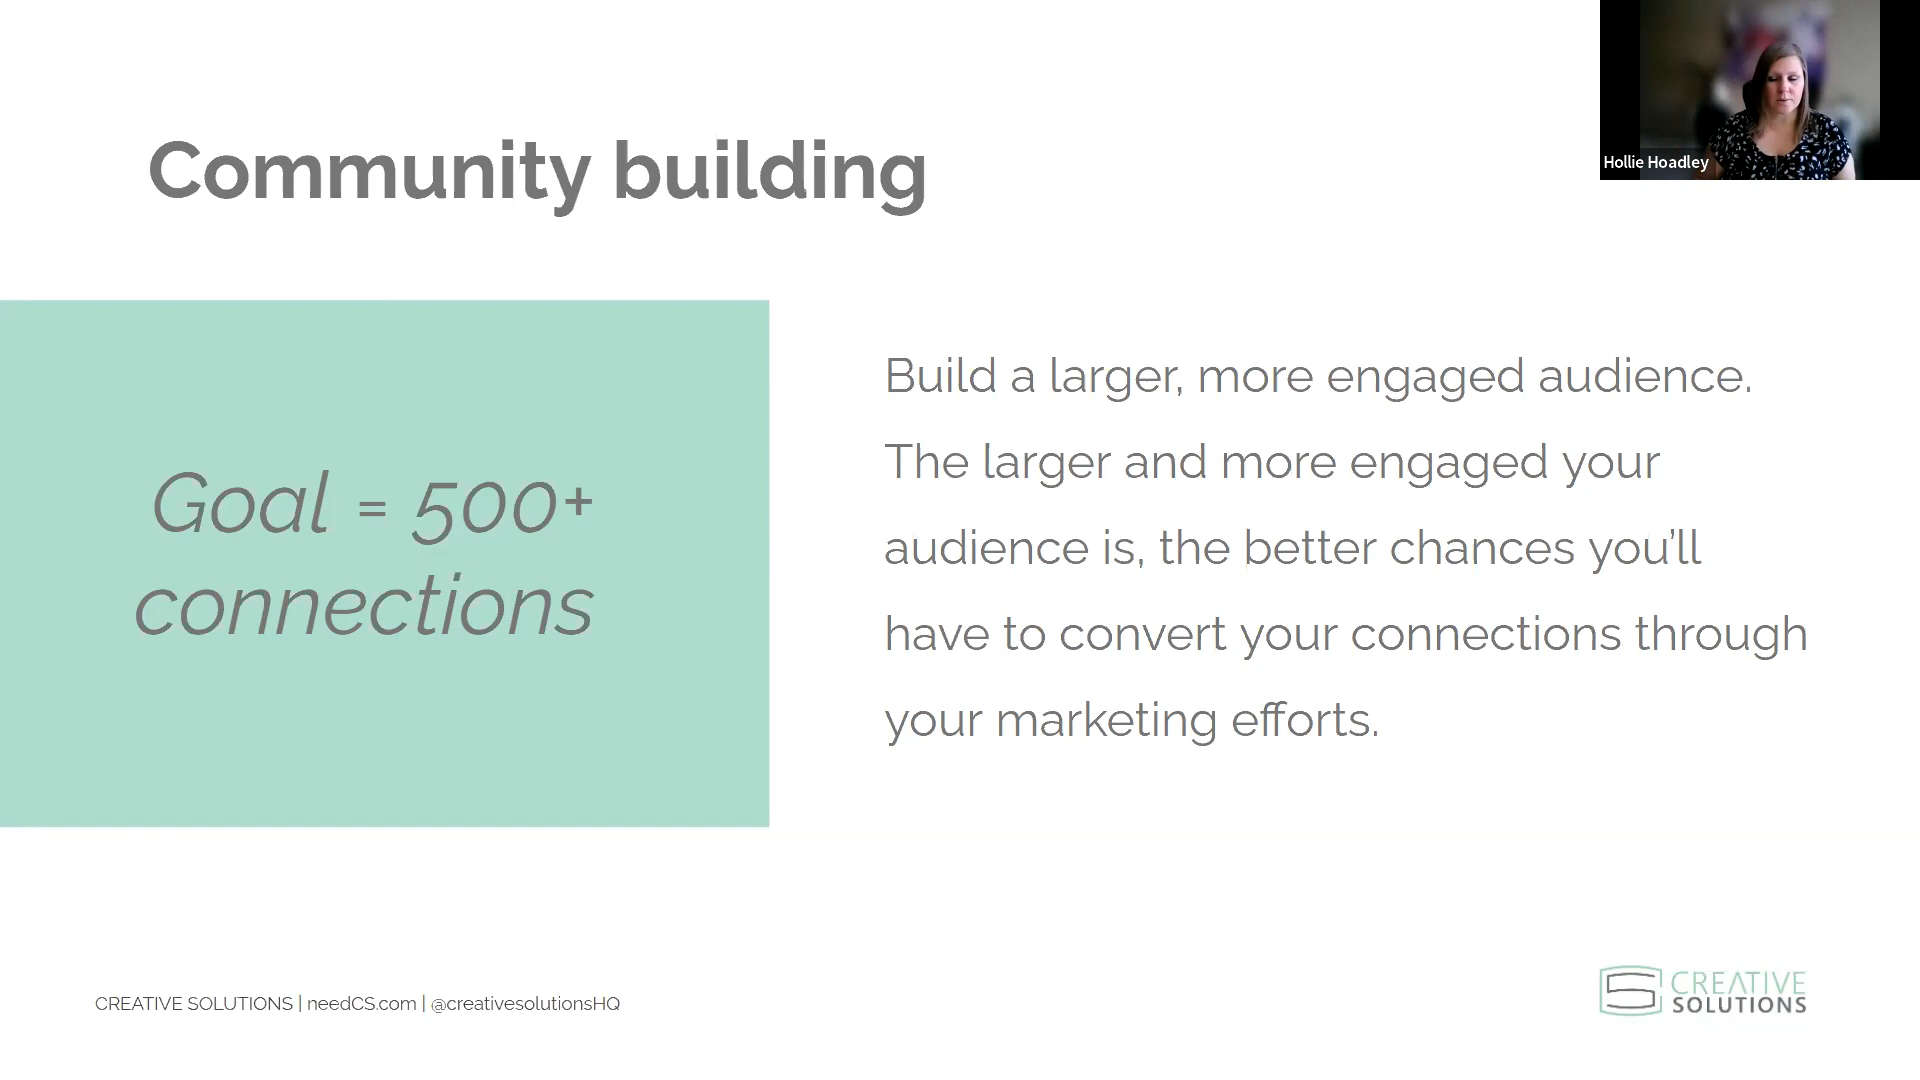 Community building
Hollie Hoadley
Goal = 500+
connections
Build a larger, more engaged audience.
The larger and more engaged your
audience is, the better chances you’ll
have to convert your connections through
your marketing efforts.
CREATIVE SOLUTIONS | needCS.com | @creativesolutionsHQ
CREATIVE
SOLUTIONS